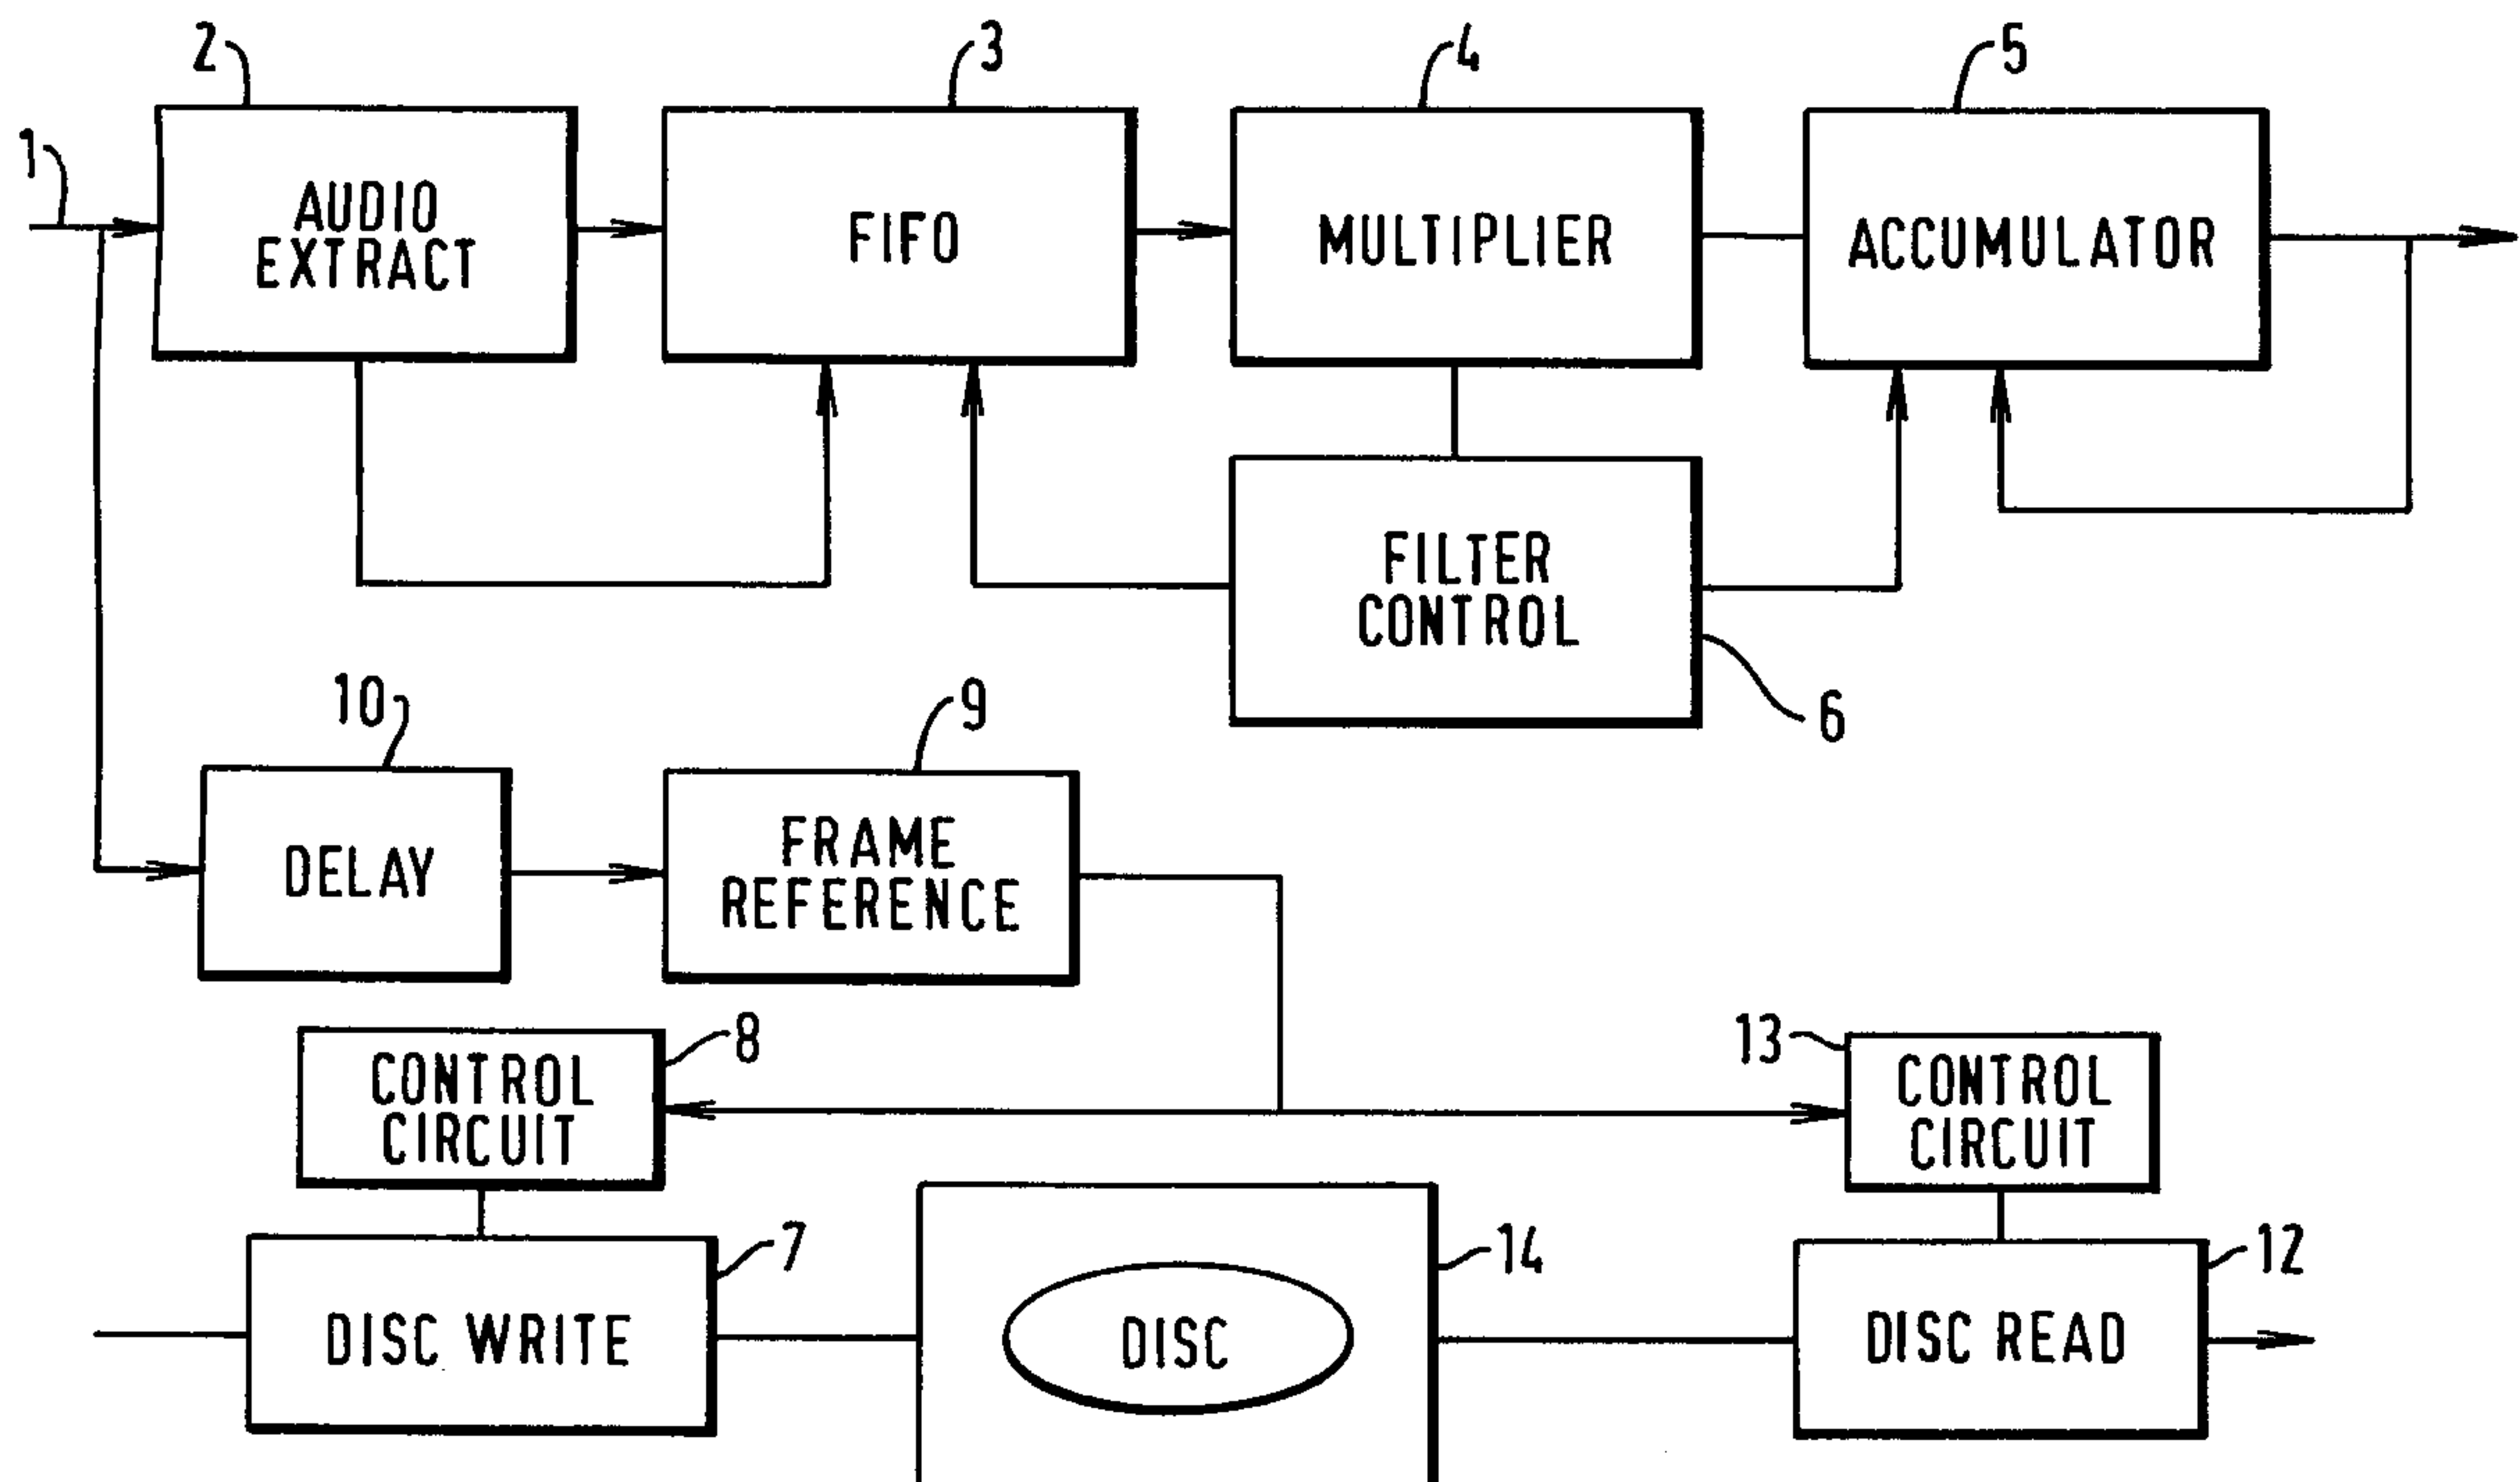 2
3
4
5
1
AUDIO
EXTRACT
FIFO
MULTIPLIER
ACCUMULATOR
FILTER
CONTROL
6
10
9
DELAY
FRAME
REFERENCE
8
13
CONTROL
CIRCUIT
CONTROL
CIRCUIT
7
14
12
DISC WRITE
DISC
DISC READ